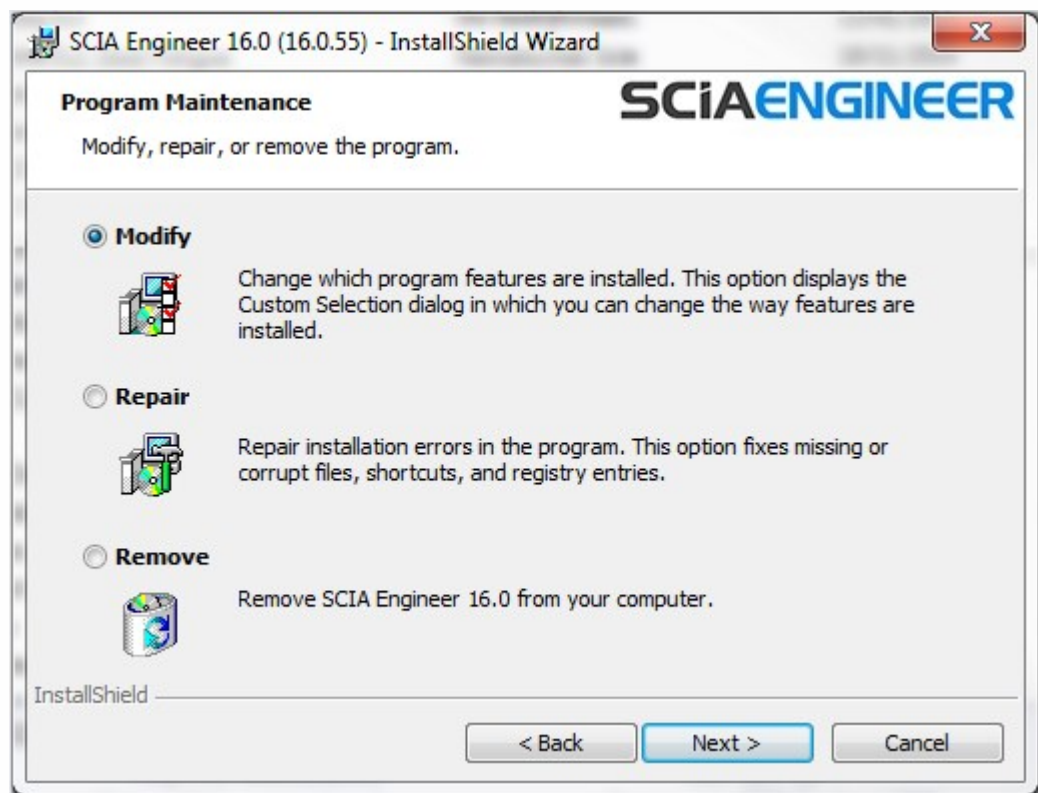 SCIA Engineer 16.0 (16.0.55) - InstallShield Wizard
X
Program Maintenance
SCiAENGINEER
Modify, repair, or remove the program.
Modify
Change which program features are installed. This option displays the
Custom Selection dialog in which you can change the way features are
installed.
Repair
Repair installation errors in the program. This option fixes missing or
corrupt files, shortcuts, and registry entries.
Remove
Remove SCIA Engineer 16.0 from your computer.
InstallShield
< Back
Next >
Cancel